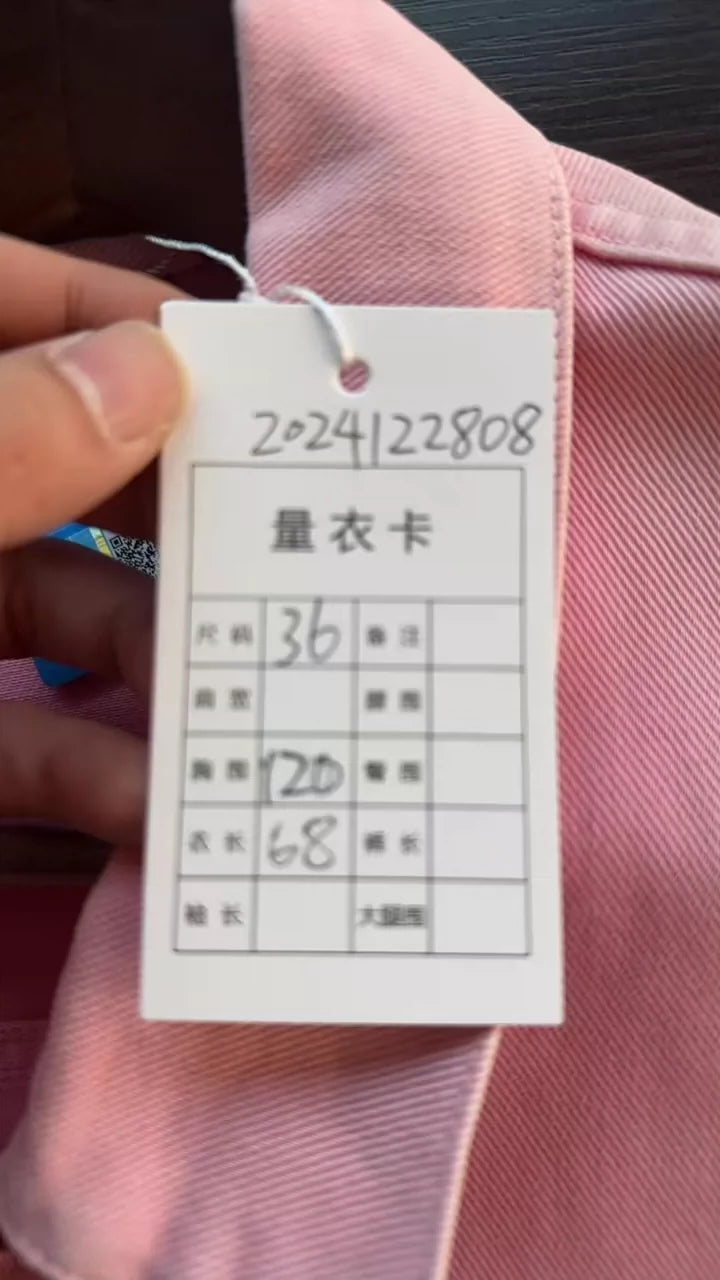 2024122808
量衣卡
尺码 36 备注
肩宽 腰围
胸围 120 臀围
衣长 68 裤长
袖长 大腿围